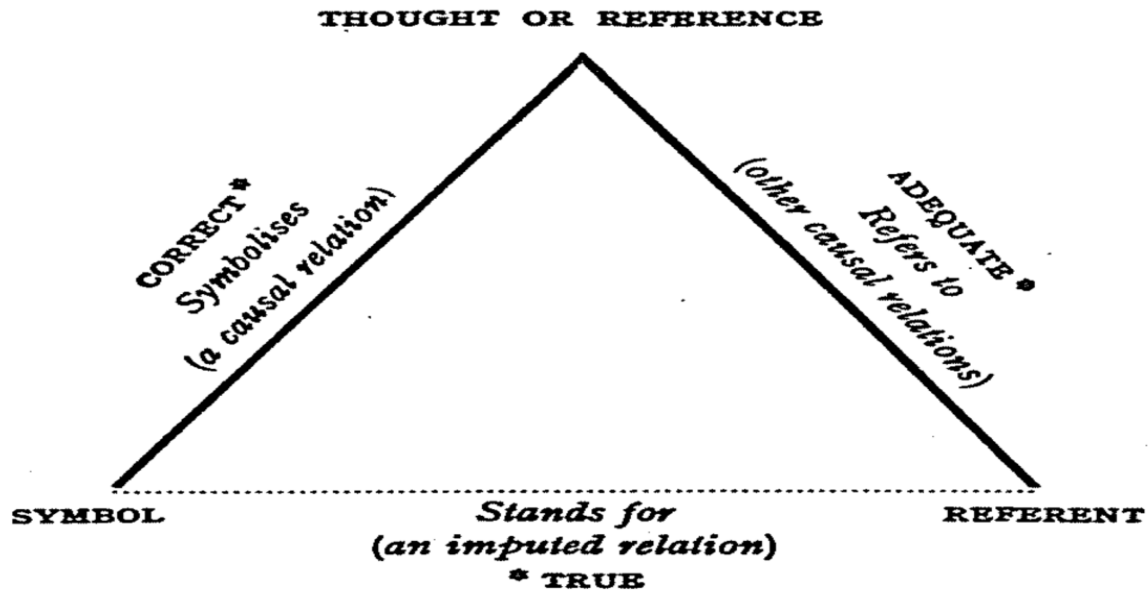 THOUGHT OR REFERENCE
CORRECT*
Symbolises
(a causal relation)
ADEQUATE*
Refers to
(other causal relations)
SYMBOL
Stands for
(an imputed relation)
* TRUE
REFERENT